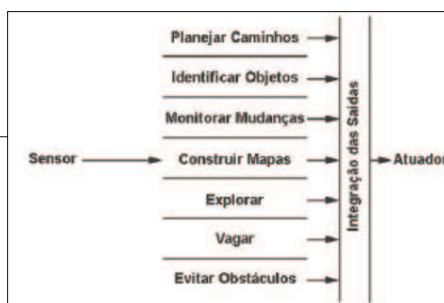 Planejar Caminhos
Identificar Objetos
Monitorar Mudanças
Sensor
Construir Mapas
Atuador
Explorar
Vagar
Evitar Obstáculos
Integração das Saídas